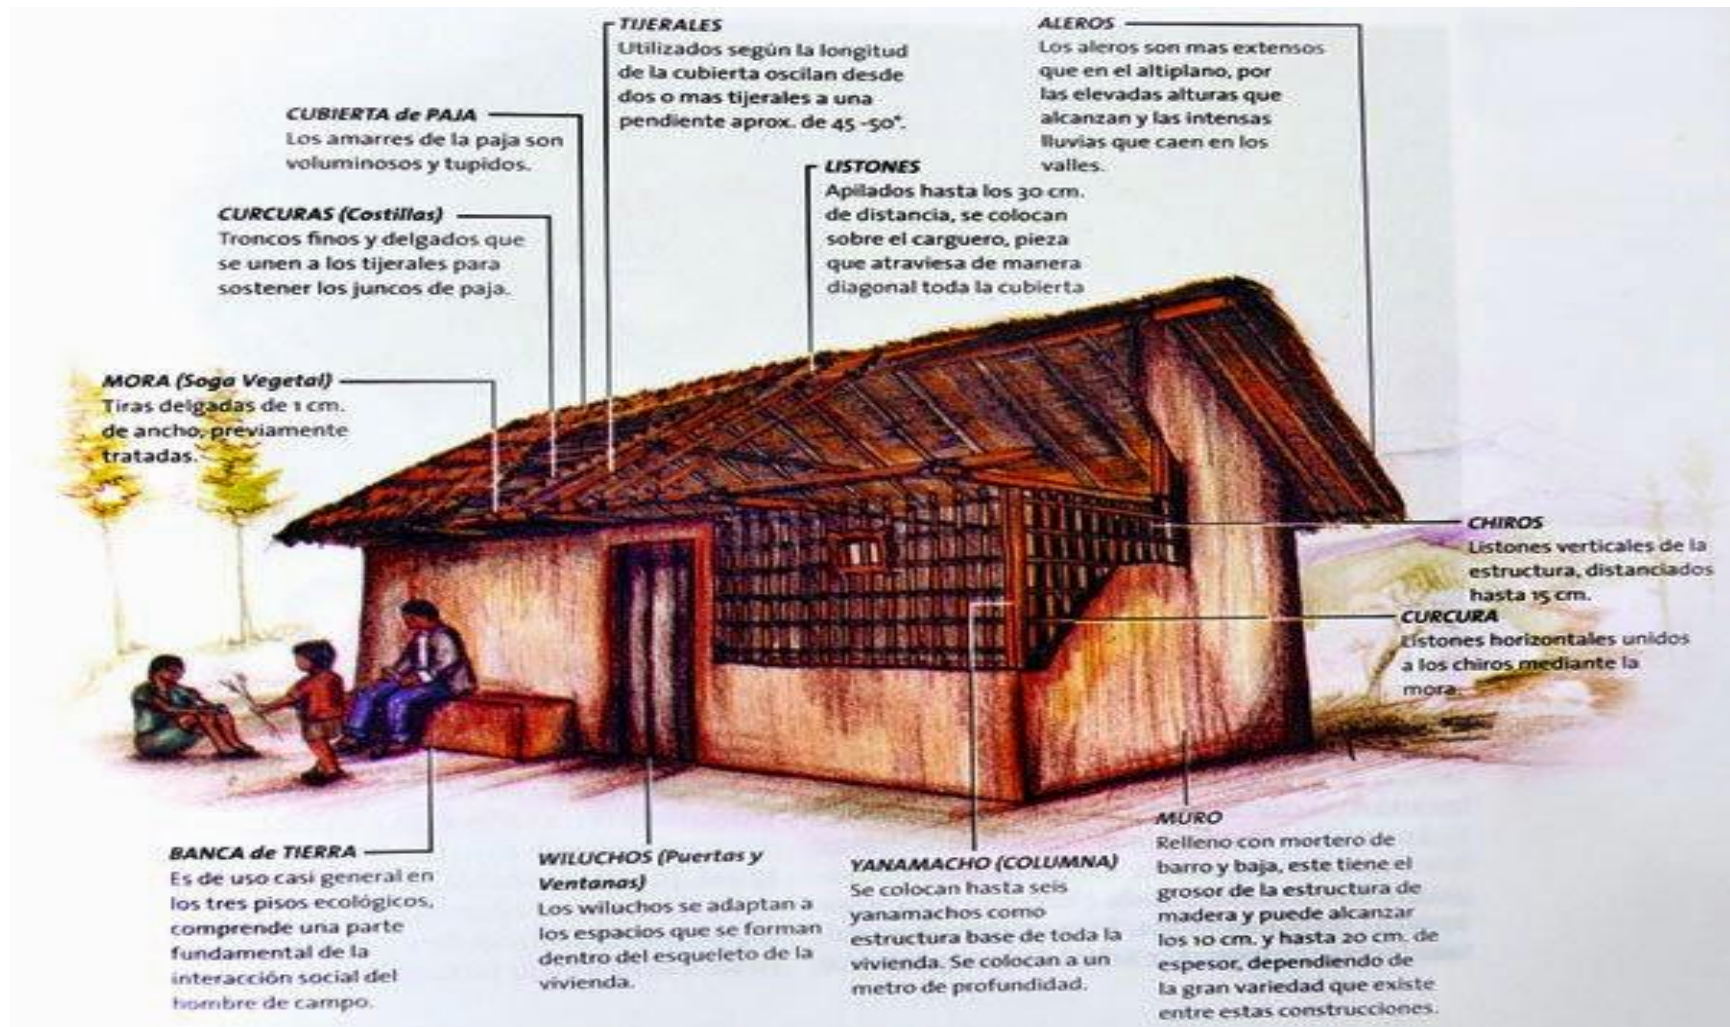 TIJERALES
Utilizados según la longitud
de la cubierta oscilan desde
dos o mas tijerales a una
pendiente aprox. de 45 -50°.
ALEROS
Los aleros son mas extensos
que en el altiplano, por
las elevadas alturas que
alcanzan y las intensas
lluvias que caen en los
valles.
CUBIERTA de PAJA
Los amarres de la paja son
voluminosos y tupidos.
LISTONES
Apilados hasta los 30 cm.
de distancia, se colocan
sobre el carguero, pieza
que atraviesa de manera
diagonal toda la cubierta
CURCURAS (Costillas)
Troncos finos y delgados que
se unen a los tijerales para
sostener los juncos de paja.
MORA (Soga Vegetal)
Tiras delgadas de 1 cm.
de ancho, previamente
tratadas.
CHIROS
Listones verticales de la
estructura, distanciados
hasta 15 cm.
CURCURA
Listones horizontales unidos
a los chiros mediante la
mora.
BANCA de TIERRA
Es de uso casi general en
los tres pisos ecológicos,
comprende una parte
fundamental de la
interacción social del
hombre de campo.
WILUCHOS (Puertas y
Ventanas)
Los wiluchos se adaptan a
los espacios que se forman
dentro del esqueleto de la
vivienda.
YANAMACHO (COLUMNA)
Se colocan hasta seis
yanamachos como
estructura base de toda la
vivienda. Se colocan a un
metro de profundidad.
MURO
Relleno con mortero de
barro y baja, este tiene el
grosor de la estructura de
madera y puede alcanzar
los 10 cm. y hasta 20 cm. de
espesor, dependiendo de
la gran variedad que existe
entre estas construcciones.